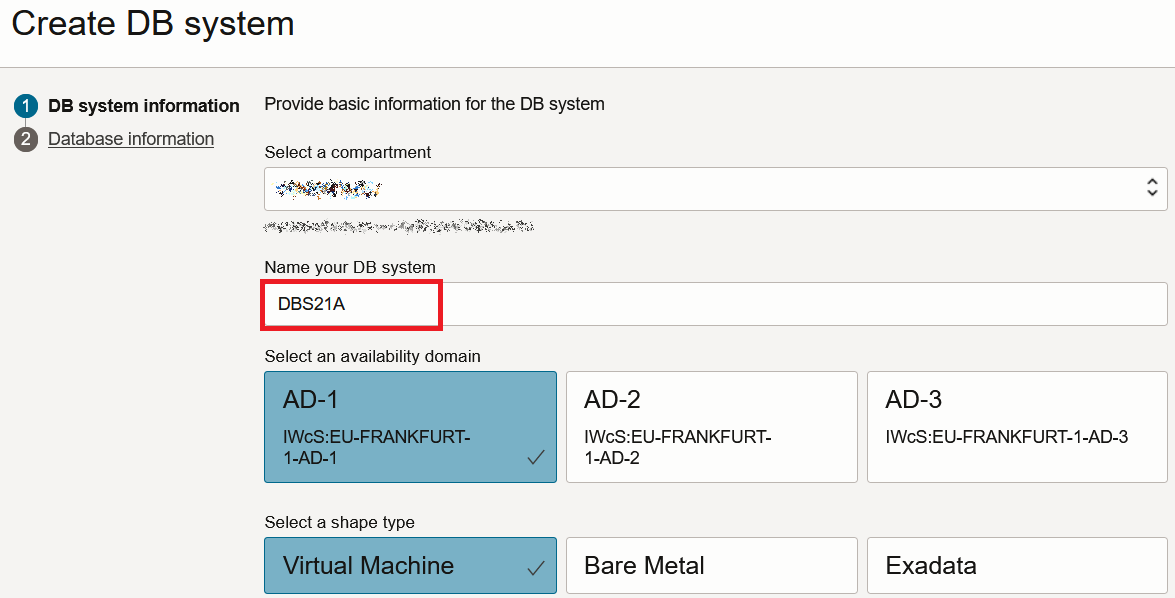 Create DB system
1 DB system information
2 Database information
Provide basic information for the DB system
Select a compartment
Name your DB system
DBS21A
Select an availability domain
AD-1
IWcS:EU-FRANKFURT-
1-AD-1
AD-2
IWcS:EU-FRANKFURT-
1-AD-2
AD-3
IWcS:EU-FRANKFURT-1-AD-3
Select a shape type
Virtual Machine
Bare Metal
Exadata